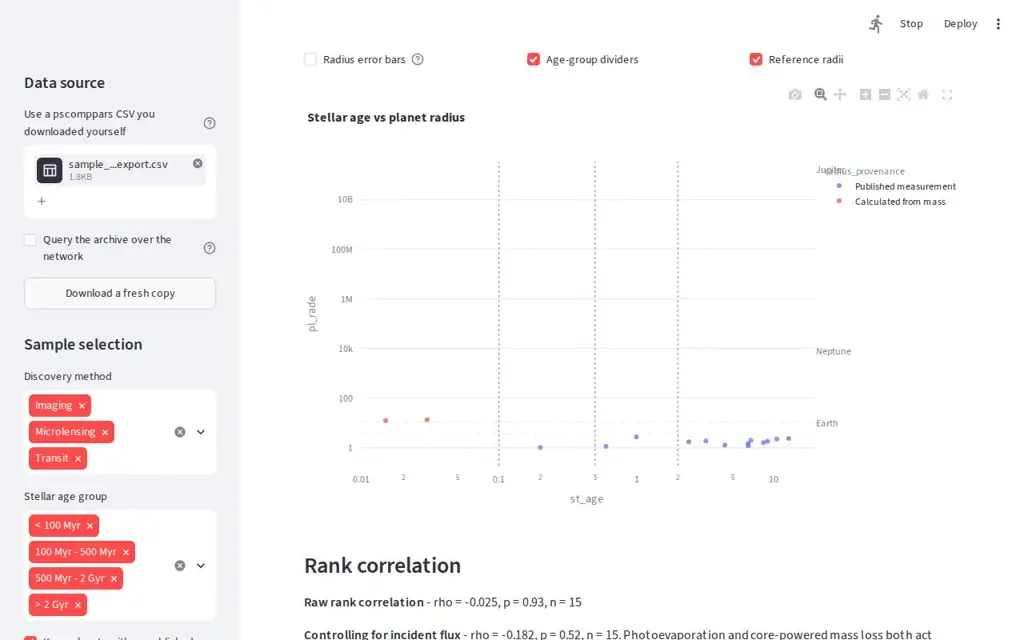 Stop
Deploy
Radius error bars
Age-group dividers
Reference radii
Data source
Use a pscomppars CSV you
downloaded yourself
sample_...export.csv
1.8KB
+
Query the archive over the
network
Download a fresh copy
Sample selection
Discovery method
Imaging ×
Microlensing ×
Transit ×
Stellar age group
< 100 Myr ×
100 Myr - 500 Myr ×
500 Myr - 2 Gyr ×
> 2 Gyr ×
Stellar age vs planet radius
Jupiter
radius_provenance
Published measurement
Calculated from mass
10B
100M
1M
10k
100
1
pl_rade
Neptune
Earth
0.01
2
5
0.1
2
5
1
2
5
10
st_age
Rank correlation
Raw rank correlation - rho = -0.025, p = 0.93, n = 15
Controlling for incident flux - rho = -0.182, p = 0.52, n = 15. Photoevaporation and core-powered mass loss both act